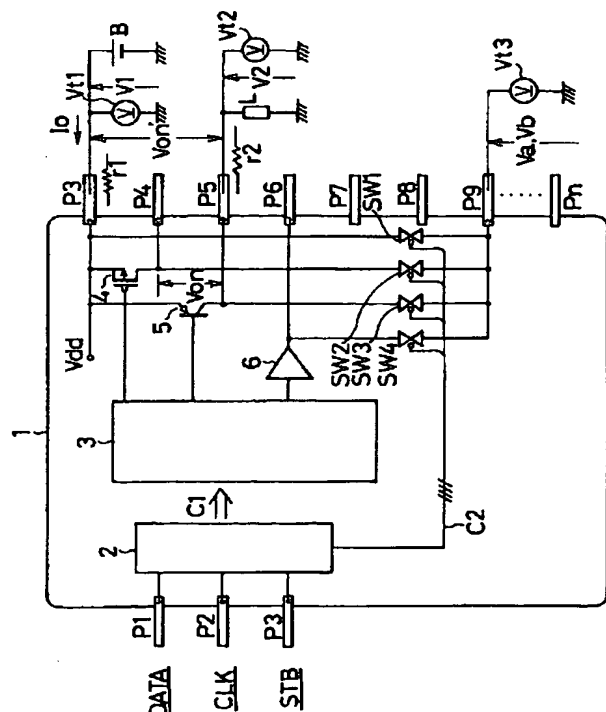 1
Vdd
4
5
Von
6
3
C1
2
P1
P2
P3
DATA
CLK
STB
C2
SW1
SW2
SW3
SW4
P3
P4
P5
P6
P7
P8
P9
Pn
r1
r2
Io
Vt1
V1
B
Von'
Vt2
V2
L
Va,Vb
Vt3
V
V
V